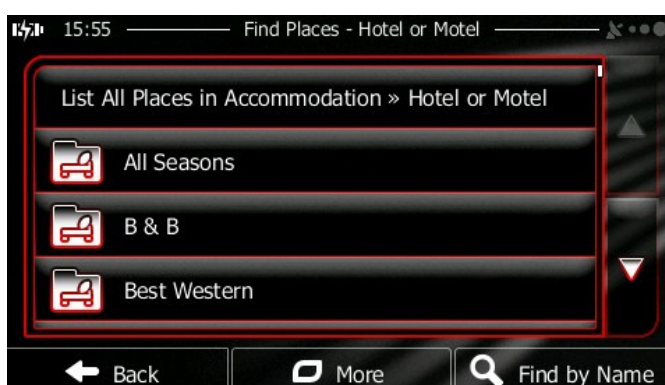 15:55 Find Places - Hotel or Motel
List All Places in Accommodation » Hotel or Motel
All Seasons
B & B
Best Western
Back More Find by Name